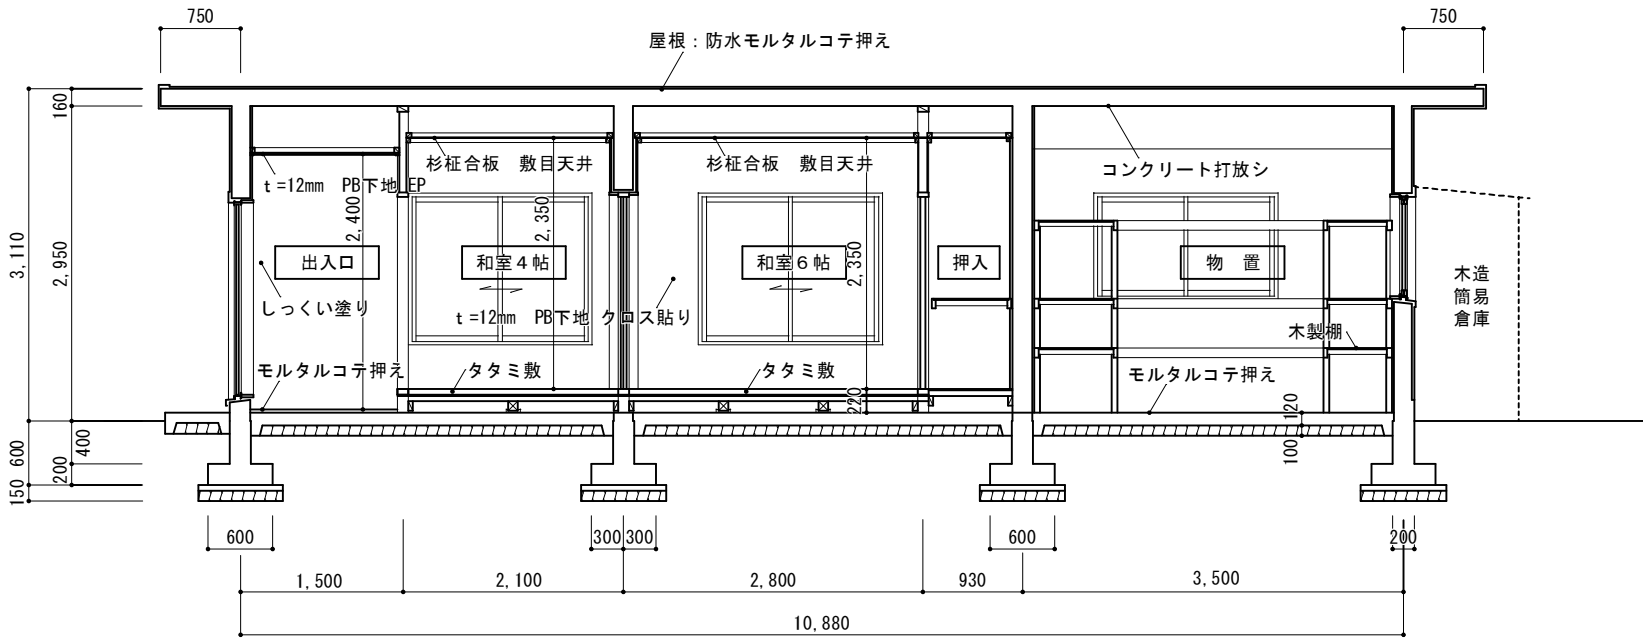 750
750
屋根：防水モルタルコテ押え
160
杉柾合板　敷目天井
杉柾合板　敷目天井
コンクリート打放シ
t=12mm　PB下地 EP
2,400
2,350
2,350
3,110
2,950
出入口
和室４帖
和室６帖
押入
物　置
木造
簡易
倉庫
しっくい塗り
t=12mm　PB下地 クロス貼り
木製棚
モルタルコテ押え
タタミ敷
タタミ敷
モルタルコテ押え
220
120
100
400
600
200
150
600
300
300
600
200
1,500
2,100
2,800
930
3,500
10,880